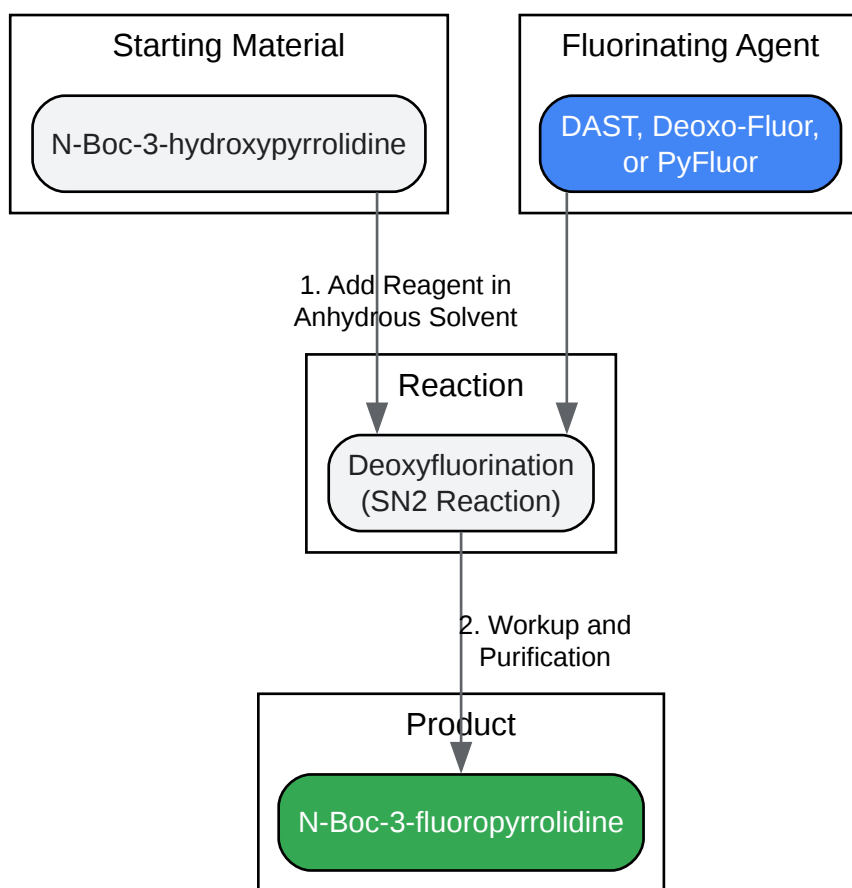 Starting Material
N-Boc-3-hydroxypyrrolidine
Fluorinating Agent
DAST, Deoxo-Fluor,
or PyFluor
1. Add Reagent in
Anhydrous Solvent
Reaction
Deoxyfluorination
(SN2 Reaction)
2. Workup and
Purification
Product
N-Boc-3-fluoropyrrolidine